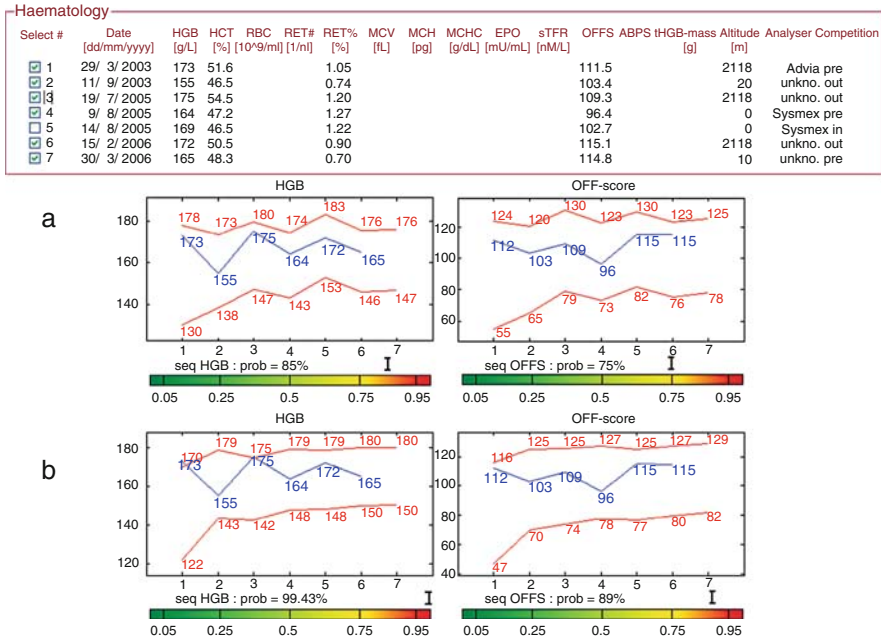 Haematology
Select # Date HGB HCT RBC RET# RET% MCV MCH MCHC EPO sTFR OFFS ABPS tHGB-mass Altitude Analyser Competition
[dd/mm/yyyy] [g/L] [%] [10^9/ml] [1/nl] [%] [fL] [pg] [g/dL] [mU/mL] [nM/L] [g] [m]
1 29/ 3/ 2003 173 51.6 1.05 111.5 2118 Advia pre
2 11/ 9/ 2003 155 46.5 0.74 103.4 20 unkno. out
3 19/ 7/ 2005 175 54.5 1.20 109.3 2118 unkno. out
4 9/ 8/ 2005 164 47.2 1.27 96.4 0 Sysmex pre
5 14/ 8/ 2005 169 46.5 1.22 102.7 0 Sysmex in
6 15/ 2/ 2006 172 50.5 0.90 115.1 2118 unkno. out
7 30/ 3/ 2006 165 48.3 0.70 114.8 10 unkno. pre
a
HGB
180
160
140
178 173 180 174 183 176 176
173 155 175 164 172 165
130 138 147 143 153 146 147
1 2 3 4 5 6 7
seq HGB : prob = 85%
0.05 0.25 0.5 0.75 0.95
OFF-score
120
100
80
60
124 120 130 123 130 123 125
112 103 109 96 115 115
55 65 79 73 82 76 78
1 2 3 4 5 6 7
seq OFFS : prob = 75%
0.05 0.25 0.5 0.75 0.95
b
HGB
180
160
140
120
170 179 175 179 179 180 180
173 155 175 164 172 165
122 143 142 148 148 150 150
1 2 3 4 5 6 7
seq HGB : prob = 99.43%
0.05 0.25 0.5 0.75 0.95
OFF-score
120
100
80
60
40
116 125 125 127 125 127 129
112 103 109 96 115 115
47 70 74 78 77 80 82
1 2 3 4 5 6 7
seq OFFS : prob = 89%
0.05 0.25 0.5 0.75 0.95